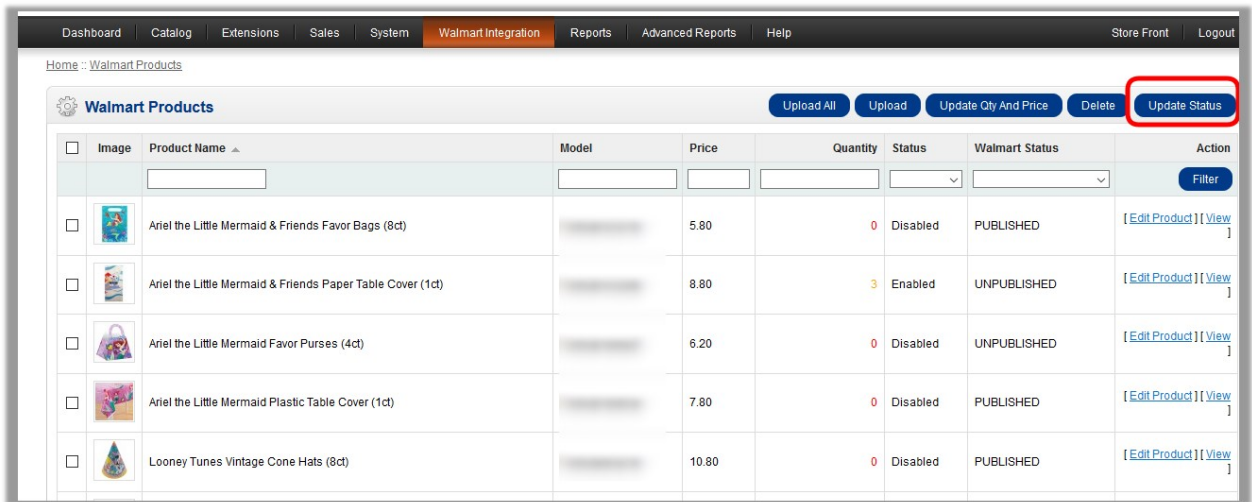 Dashboard Catalog Extensions Sales System Walmart Integration Reports Advanced Reports Help Store Front Logout
Home :: Walmart Products
Walmart Products Upload All Upload Update Qty And Price Delete Update Status
Image Product Name Model Price Quantity Status Walmart Status Action
Filter
Ariel the Little Mermaid & Friends Favor Bags (8ct) 5.80 0 Disabled PUBLISHED [ Edit Product ] [ View
]
Ariel the Little Mermaid & Friends Paper Table Cover (1ct) 8.80 3 Enabled UNPUBLISHED [ Edit Product ] [ View
]
Ariel the Little Mermaid Favor Purses (4ct) 6.20 0 Disabled UNPUBLISHED [ Edit Product ] [ View
]
Ariel the Little Mermaid Plastic Table Cover (1ct) 7.80 0 Disabled PUBLISHED [ Edit Product ] [ View
]
Looney Tunes Vintage Cone Hats (8ct) 10.80 0 Disabled PUBLISHED [ Edit Product ] [ View
]